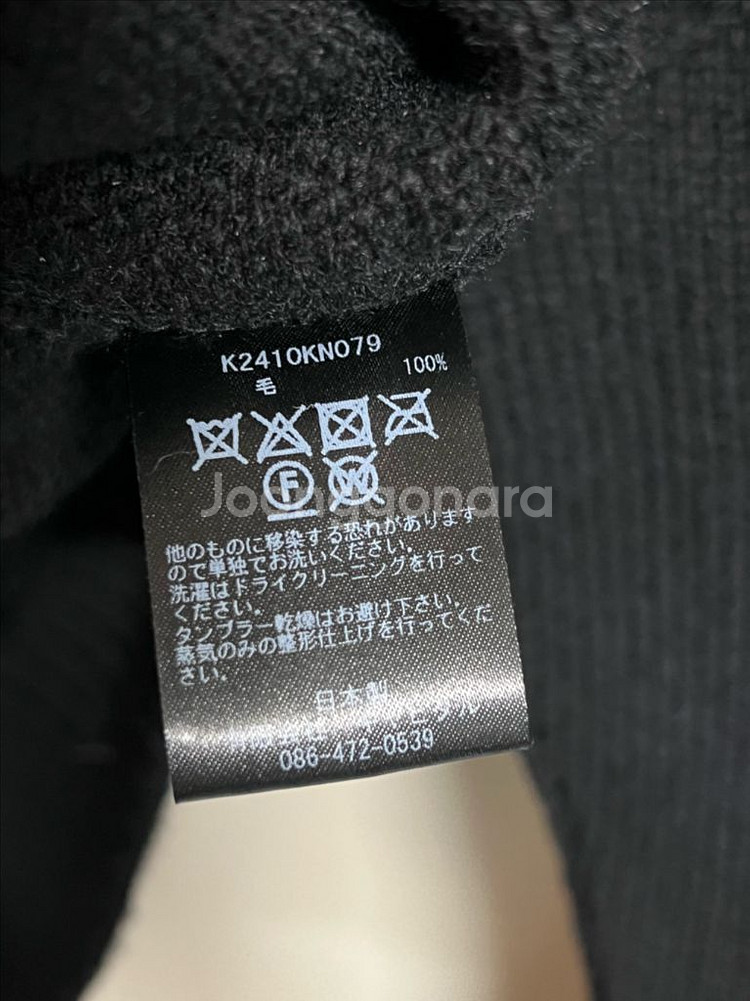 K2410KN079
毛 100%
F
W
Joonggonara
他のものに移染する恐れがあります
ので単独でお洗いください。
洗濯はドライクリーニングを行って
ください。
タンブラー乾燥はお避け下さい。
蒸気のみの整形仕上げを行ってくだ
さい。
日本製
086-472-0539